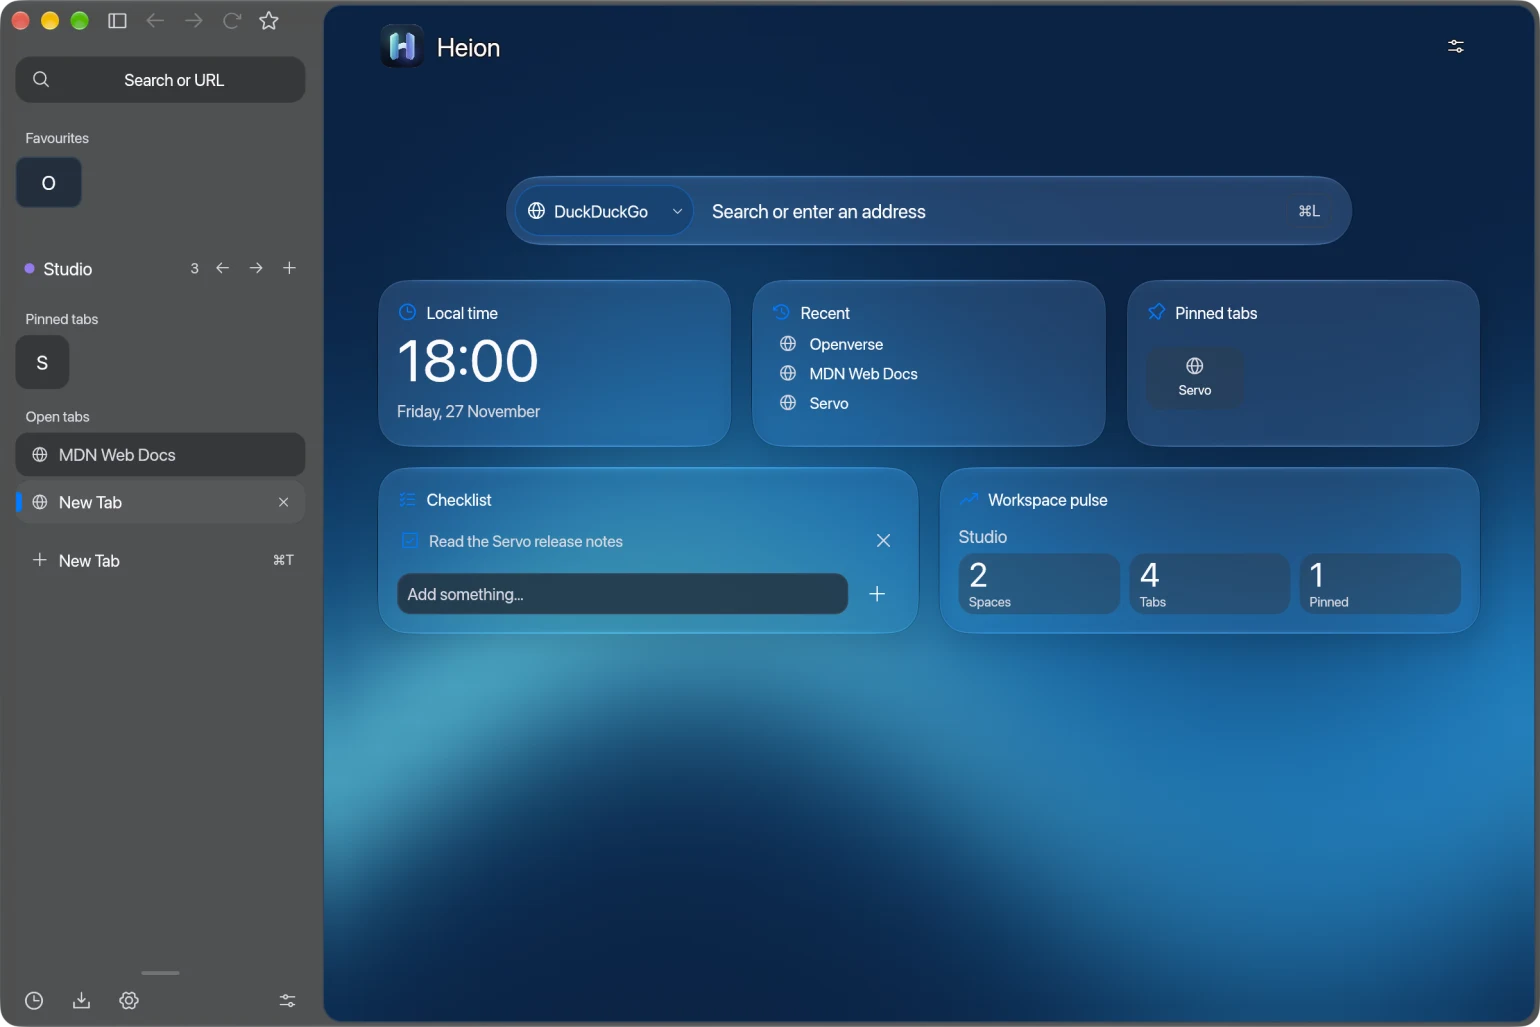 Search or URL
Favourites
O
Studio 3
Pinned tabs
S
Open tabs
MDN Web Docs
New Tab
New Tab ⌘T
Heion
DuckDuckGo Search or enter an address ⌘L
Local time
18:00
Friday, 27 November
Recent
Openverse
MDN Web Docs
Servo
Pinned tabs
Servo
Checklist
Read the Servo release notes
Add something...
Workspace pulse
Studio
2
Spaces
4
Tabs
1
Pinned